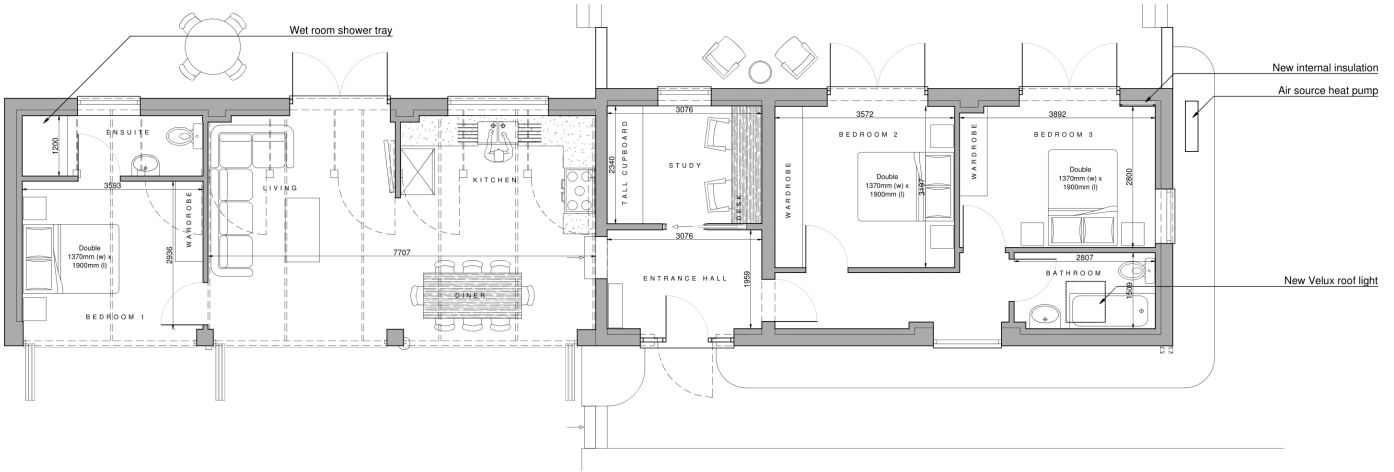 Wet room shower tray
New internal insulation
Air source heat pump
ENSUITE
1200
3593
LIVING
KITCHEN
WARDROBE
2936
Double
1370mm (w) x
1900mm (l)
BEDROOM 1
7707
DINER
3076
TALL CUPBOARD
2340
STUDY
DESK
3076
ENTRANCE HALL
1959
3572
BEDROOM 2
WARDROBE
Double
1370mm (w) x
1900mm (l)
3197
3892
BEDROOM 3
WARDROBE
Double
1370mm (w) x
1900mm (l)
2800
2807
BATHROOM
1509
New Velux roof light